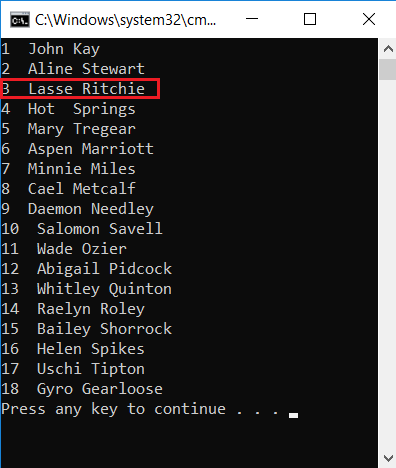 C:\Windows\system32\cm...
1  John Kay
2  Aline Stewart
3  Lasse Ritchie
4  Hot  Springs
5  Mary Tregear
6  Aspen Marriott
7  Minnie Miles
8  Cael Metcalf
9  Daemon Needley
10  Salomon Savell
11  Wade Ozier
12  Abigail Pidcock
13  Whitley Quinton
14  Raelyn Roley
15  Bailey Shorrock
16  Helen Spikes
17  Uschi Tipton
18  Gyro Gearloose
Press any key to continue . . .